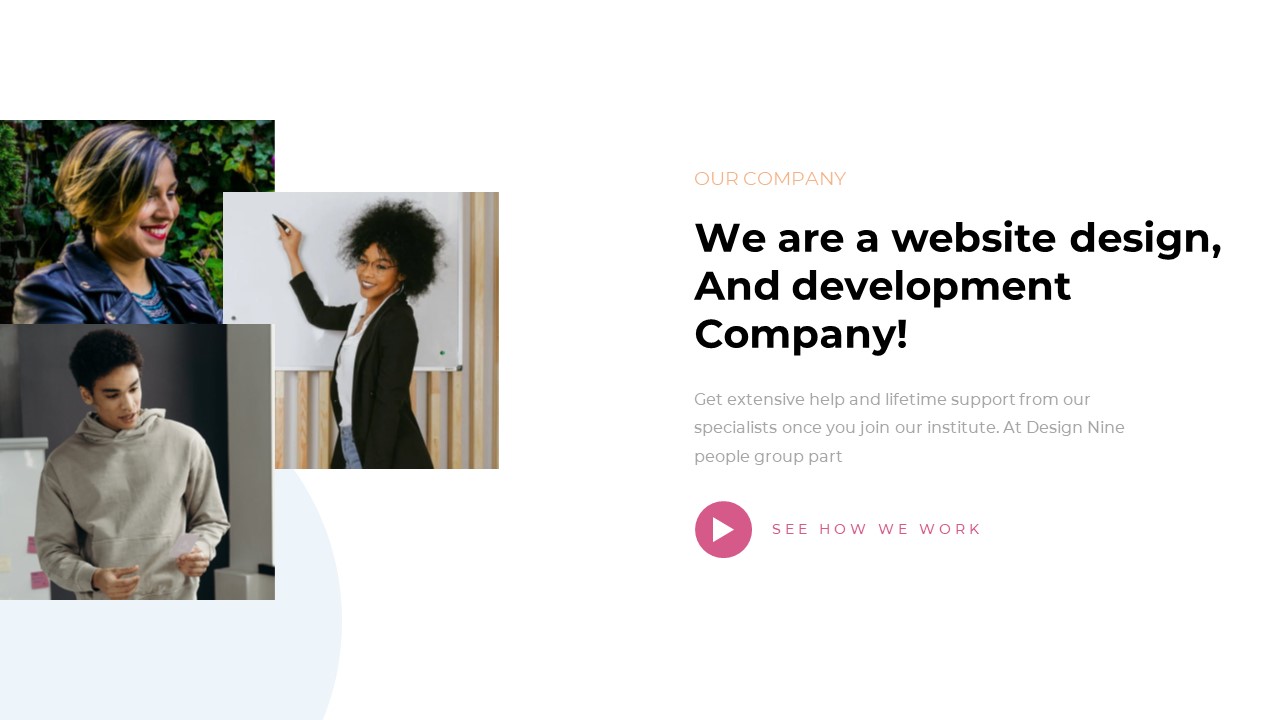 OUR COMPANY
We are a website design,
And development
Company!
Get extensive help and lifetime support from our
specialists once you join our institute. At Design Nine
people group part
SEE HOW WE WORK